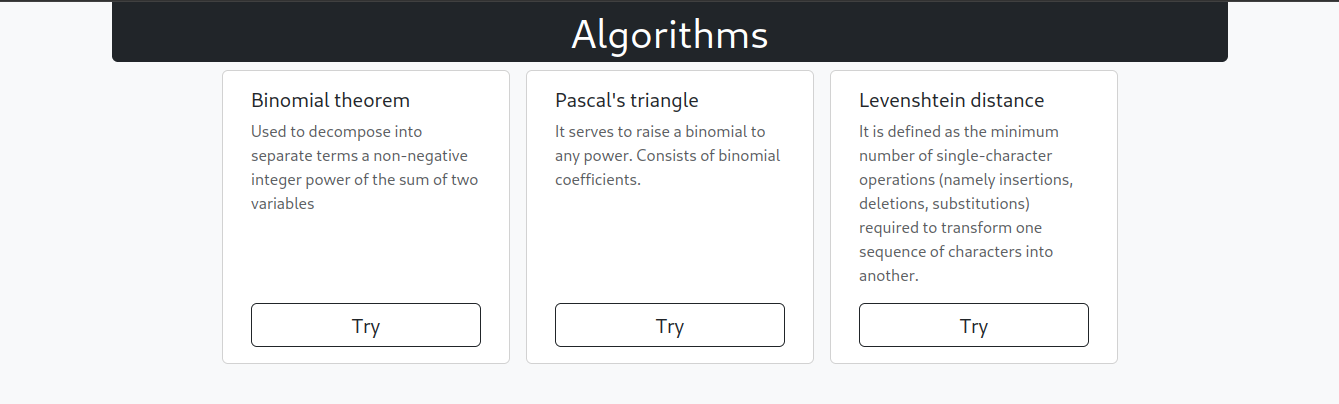 Algorithms
Binomial theorem
Used to decompose into
separate terms a non-negative
integer power of the sum of two
variables
Try
Pascal's triangle
It serves to raise a binomial to
any power. Consists of binomial
coefficients.
Try
Levenshtein distance
It is defined as the minimum
number of single-character
operations (namely insertions,
deletions, substitutions)
required to transform one
sequence of characters into
another.
Try